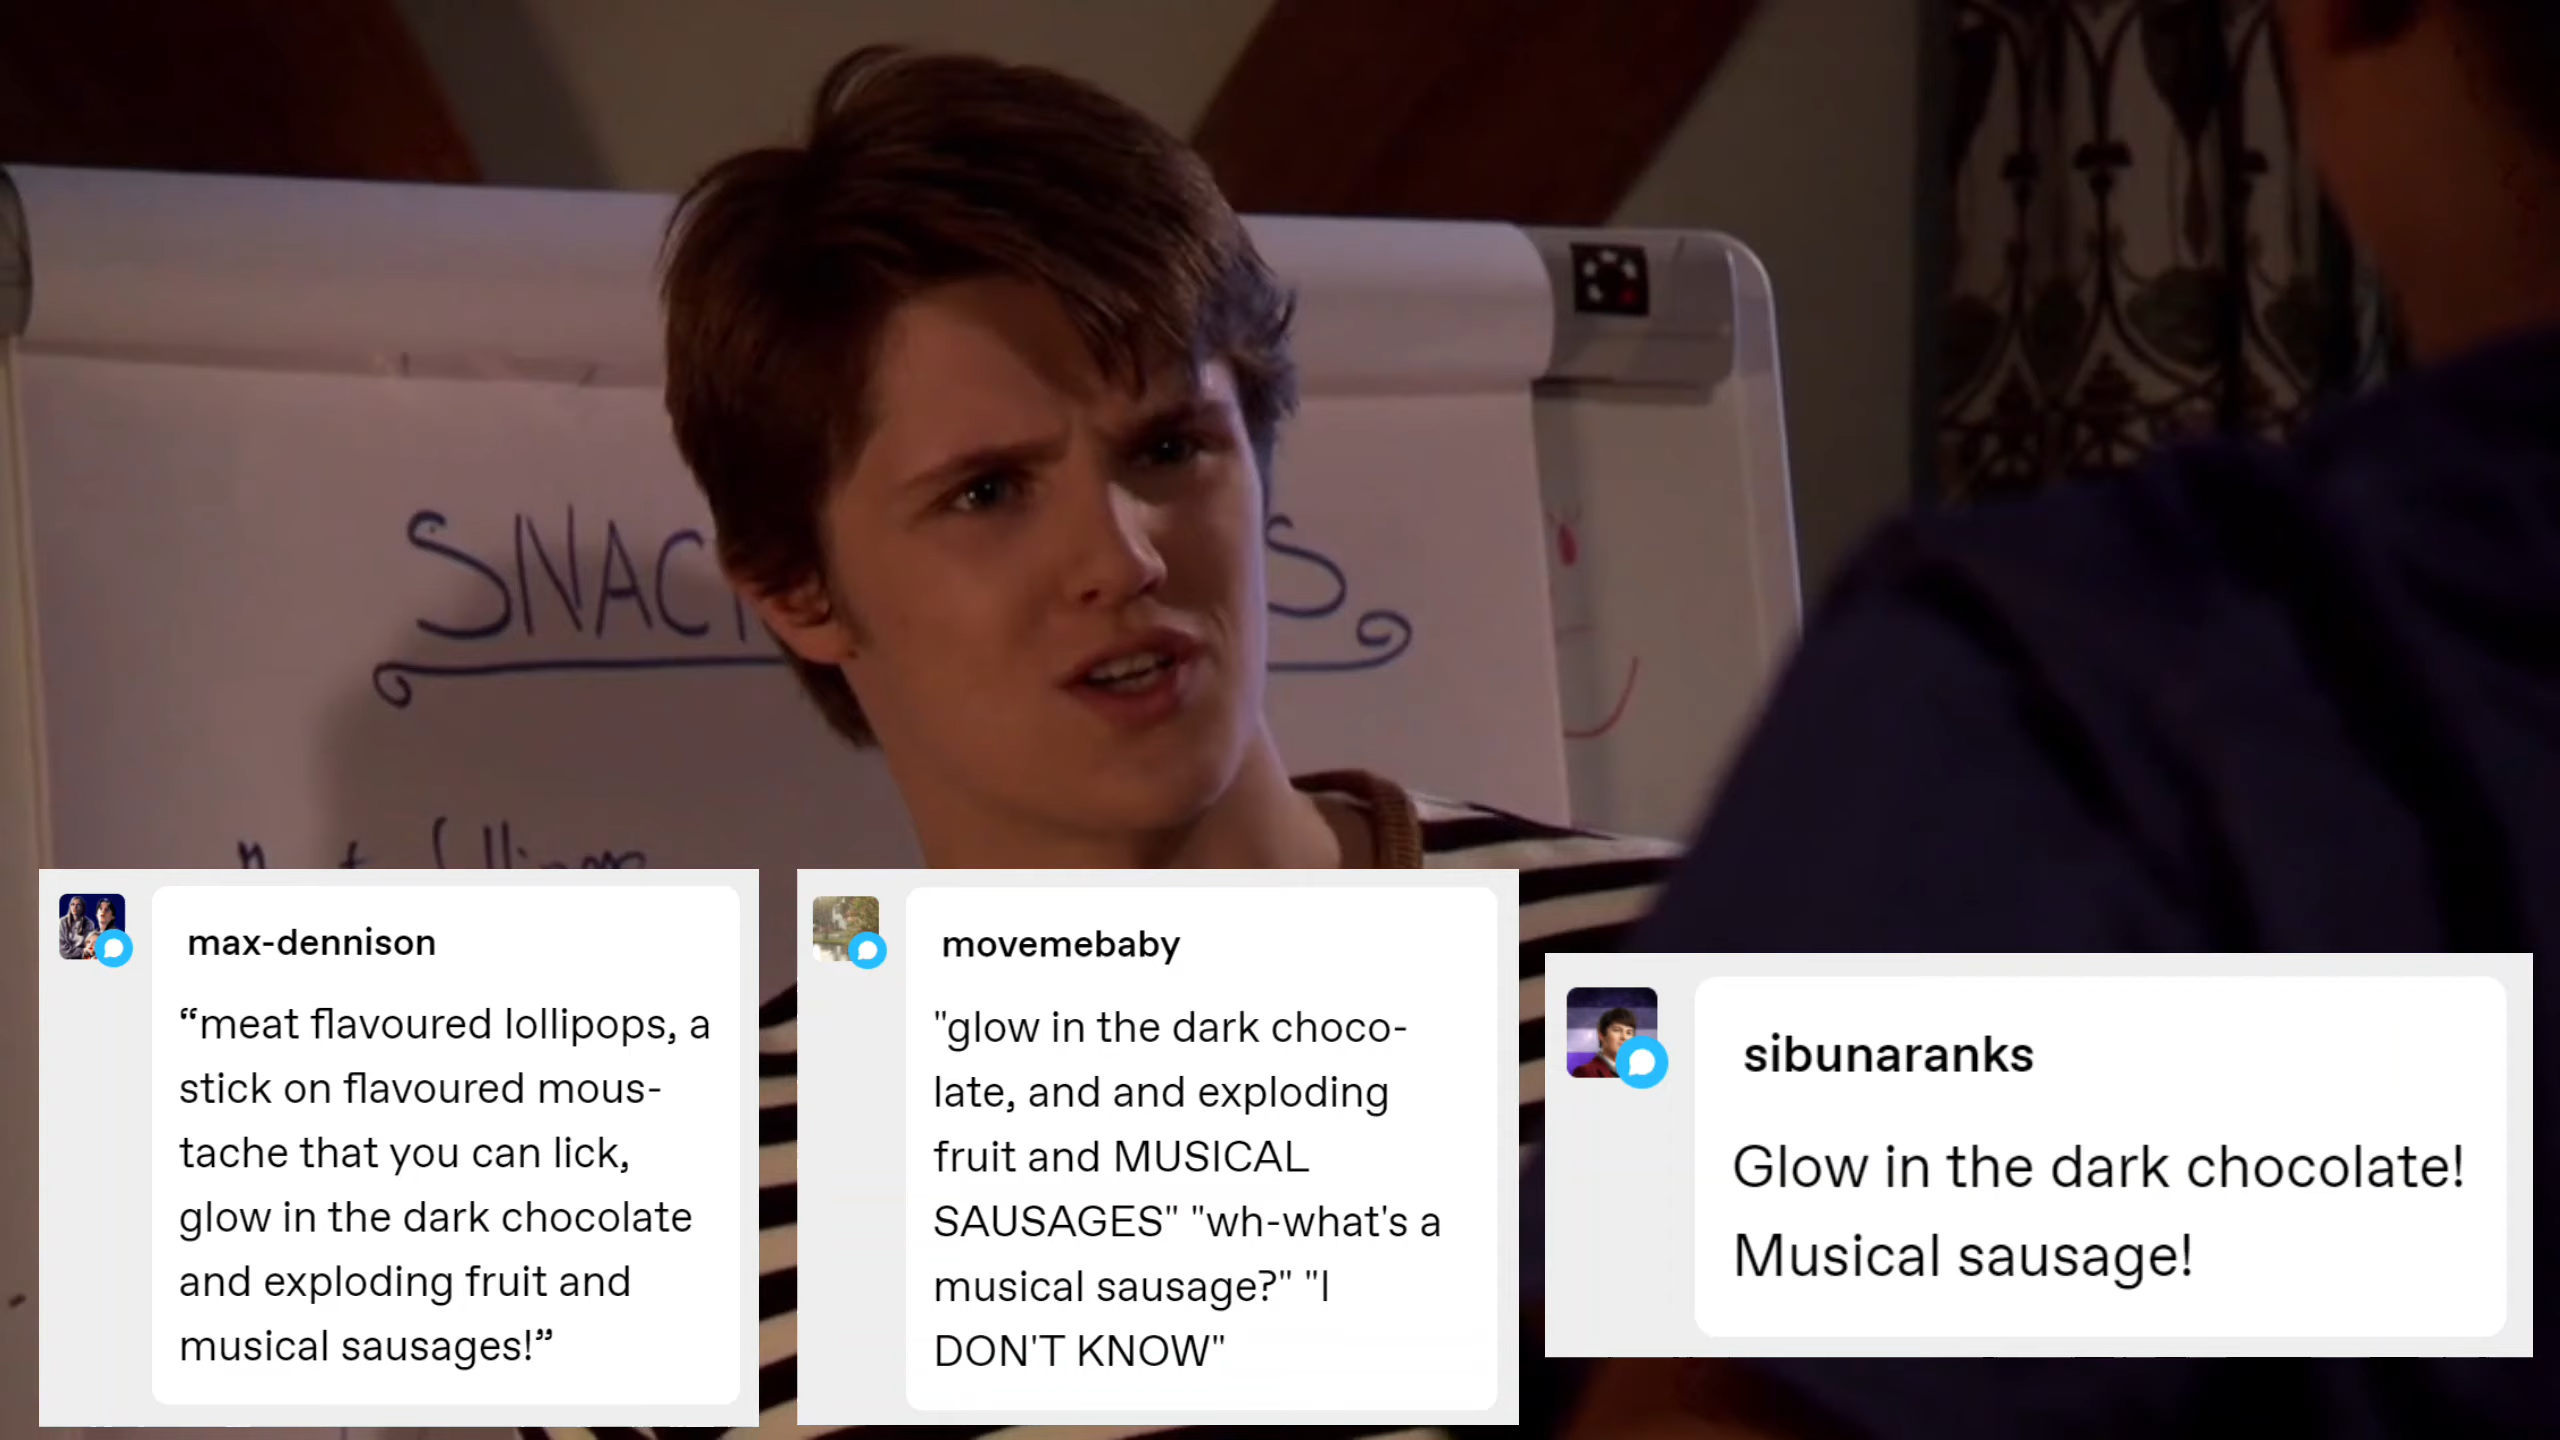 SNAC
S
max-dennison
“meat flavoured lollipops, a
stick on flavoured mous-
tache that you can lick,
glow in the dark chocolate
and exploding fruit and
musical sausages!”
movemebaby
"glow in the dark choco-
late, and and exploding
fruit and MUSICAL
SAUSAGES" "wh-what's a
musical sausage?" "I
DON'T KNOW"
sibunaranks
Glow in the dark chocolate!
Musical sausage!